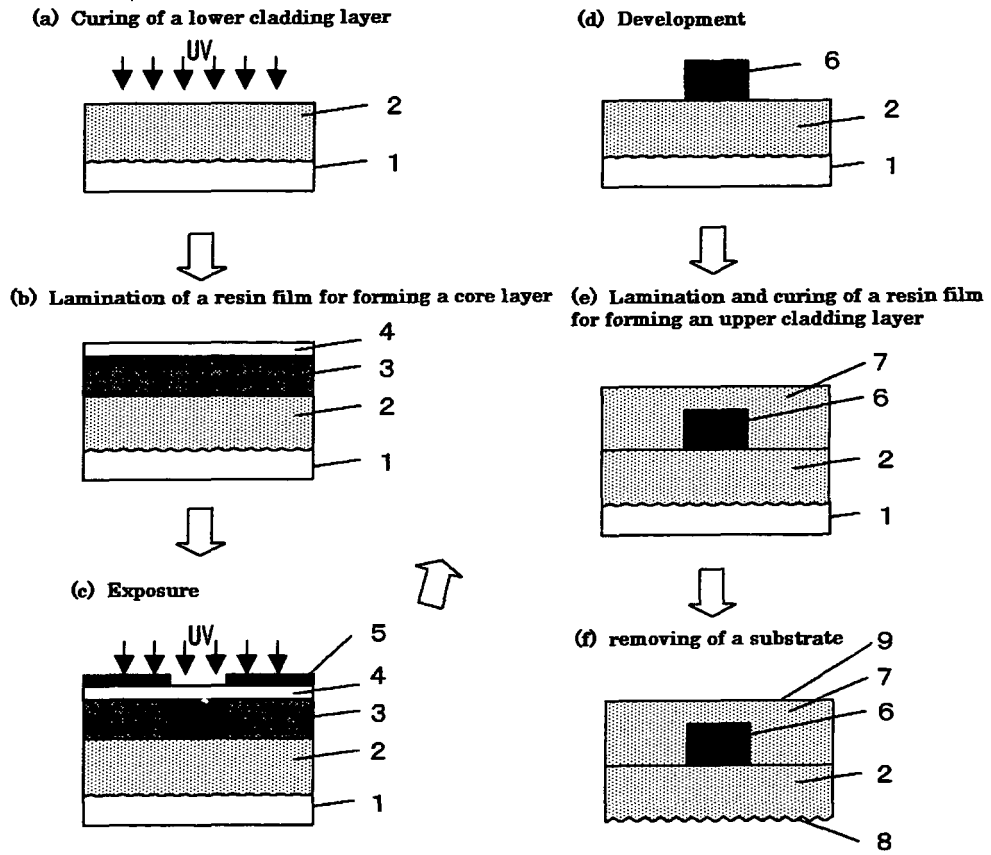 (a) Curing of a lower cladding layer
UV
2
1
(b) Lamination of a resin film for forming a core layer
4
3
2
1
(c) Exposure
UV
5
4
3
2
1
(d) Development
6
2
1
(e) Lamination and curing of a resin film
for forming an upper cladding layer
7
6
2
1
(f) removing of a substrate
9
7
6
2
8